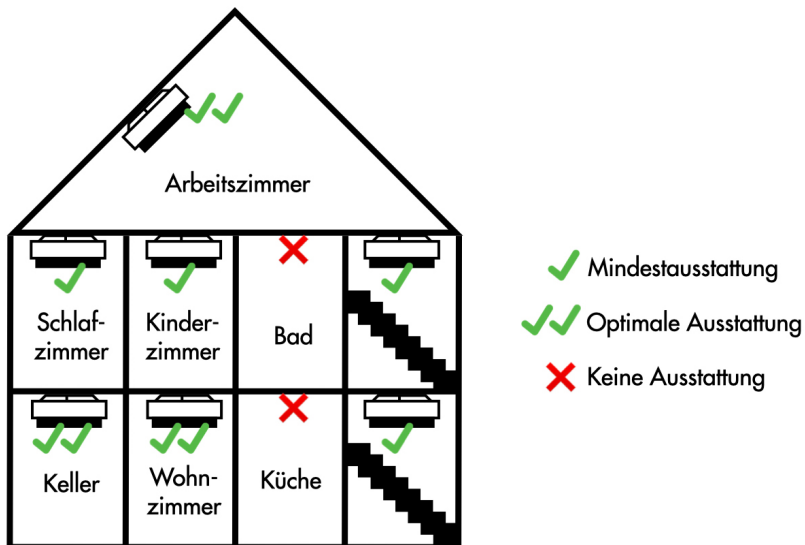 Arbeitszimmer
Schlaf-
zimmer
Kinder-
zimmer
Bad
Keller
Wohn-
zimmer
Küche
Mindestausstattung
Optimale Ausstattung
Keine Ausstattung